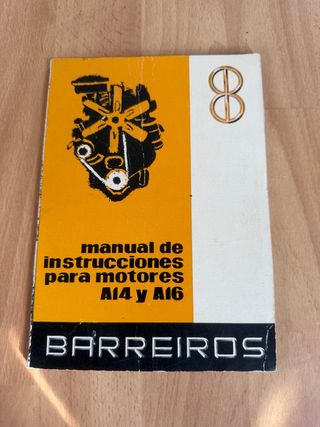 manual de
instrucciones
para motores
A14 y A16
BARREIROS